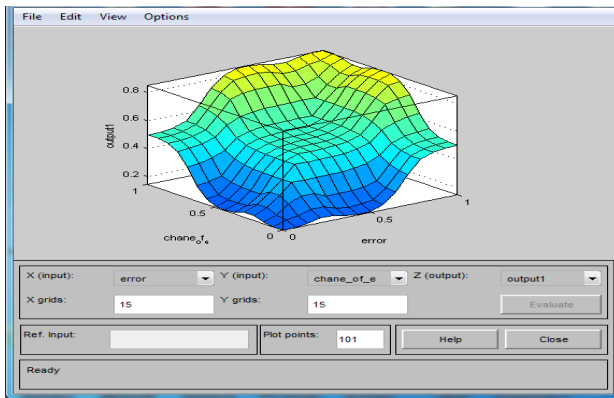 File Edit View Options
0.8
0.6
0.4
0.2
output1
1
0.5
0
chane_of_e
0
0.5
1
error
X (input): error Y (input): chane_of_e Z (output): output1
X grids: 15 Y grids: 15 Evaluate
Ref. Input: Plot points: 101 Help Close
Ready